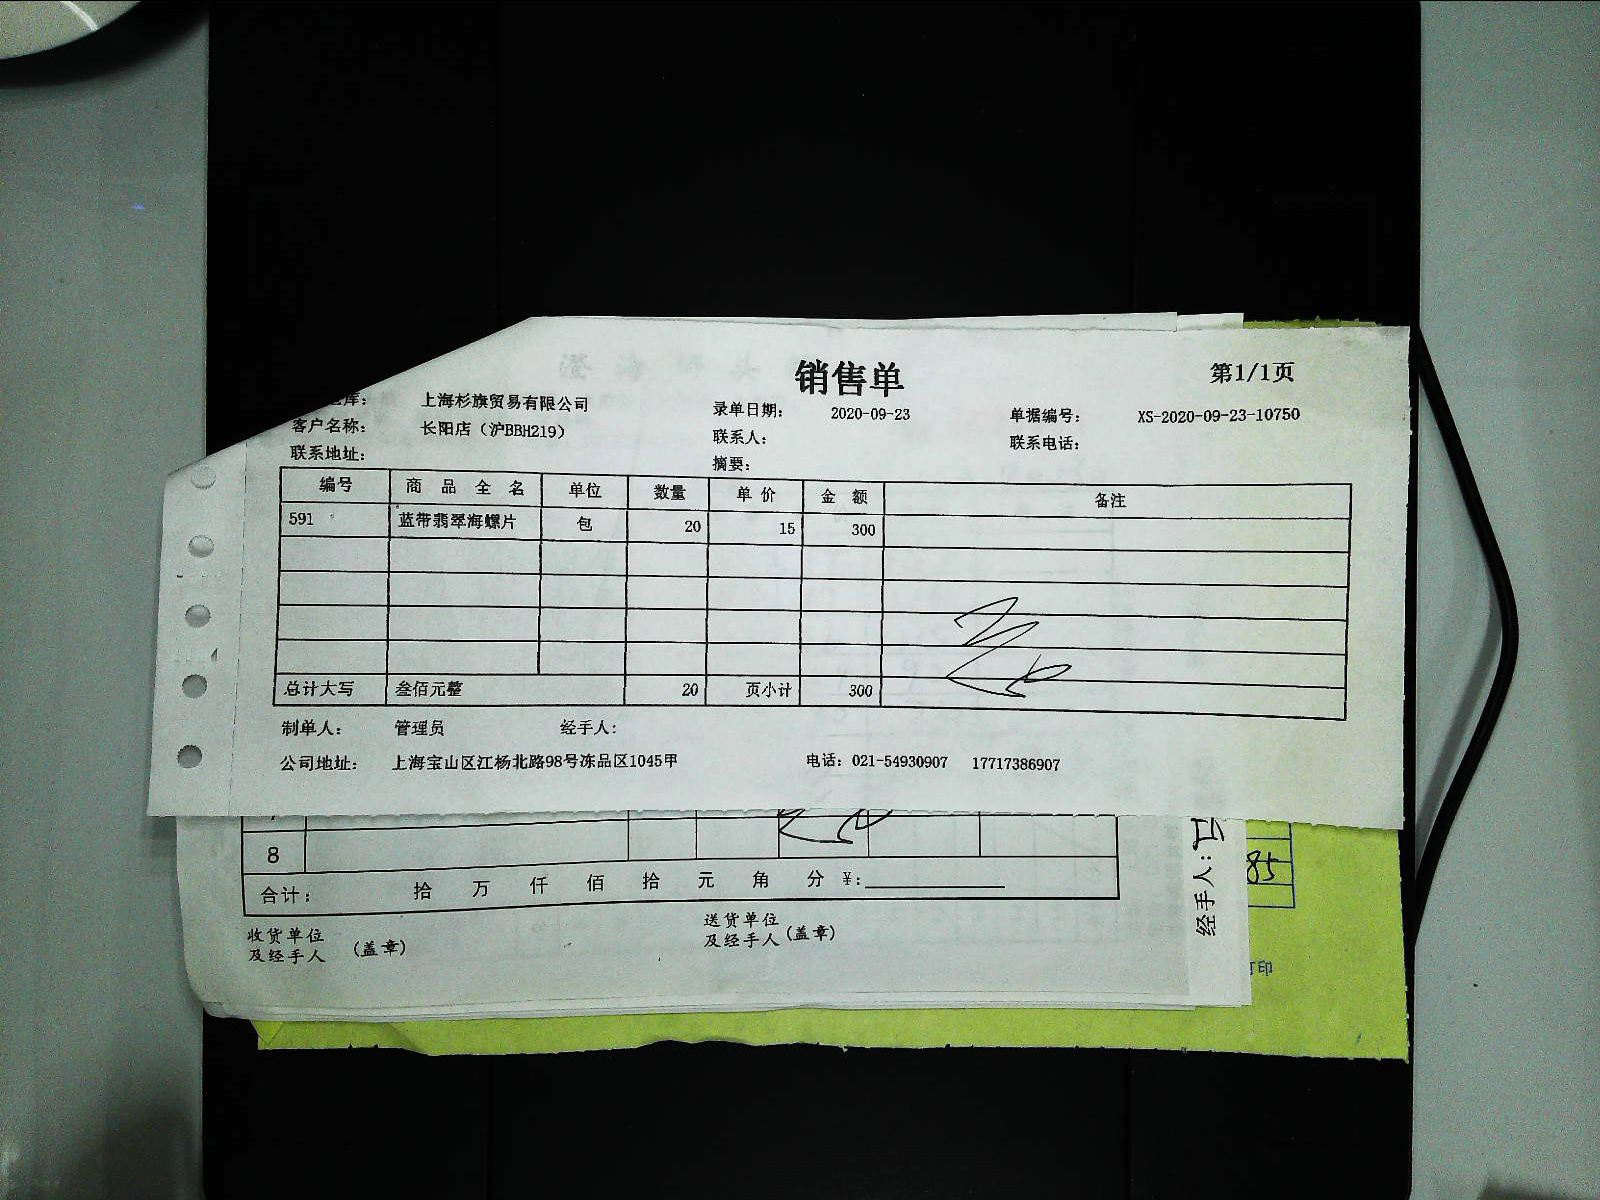 销售单
第1/1页
库： 上海杉旗贸易有限公司 录单日期： 2020-09-23 单据编号： XS-2020-09-23-10750
客户名称： 长阳店（沪BBH219） 联系人： 联系电话：
联系地址： 摘要：
编号 商品全名 单位 数量 单价 金额 备注
591 蓝带翡翠海螺片 包 20 15 300
总计大写 叁佰元整 20 页小计 300
制单人： 管理员 经手人：
公司地址： 上海宝山区江杨北路98号冻品区1045甲 电话：021-54930907 17717386907
8
合计： 拾 万 仟 佰 拾 元 角 分 ¥：
收货单位
及经手人 （盖章）
送货单位
及经手人（盖章）
经手人：
85
印